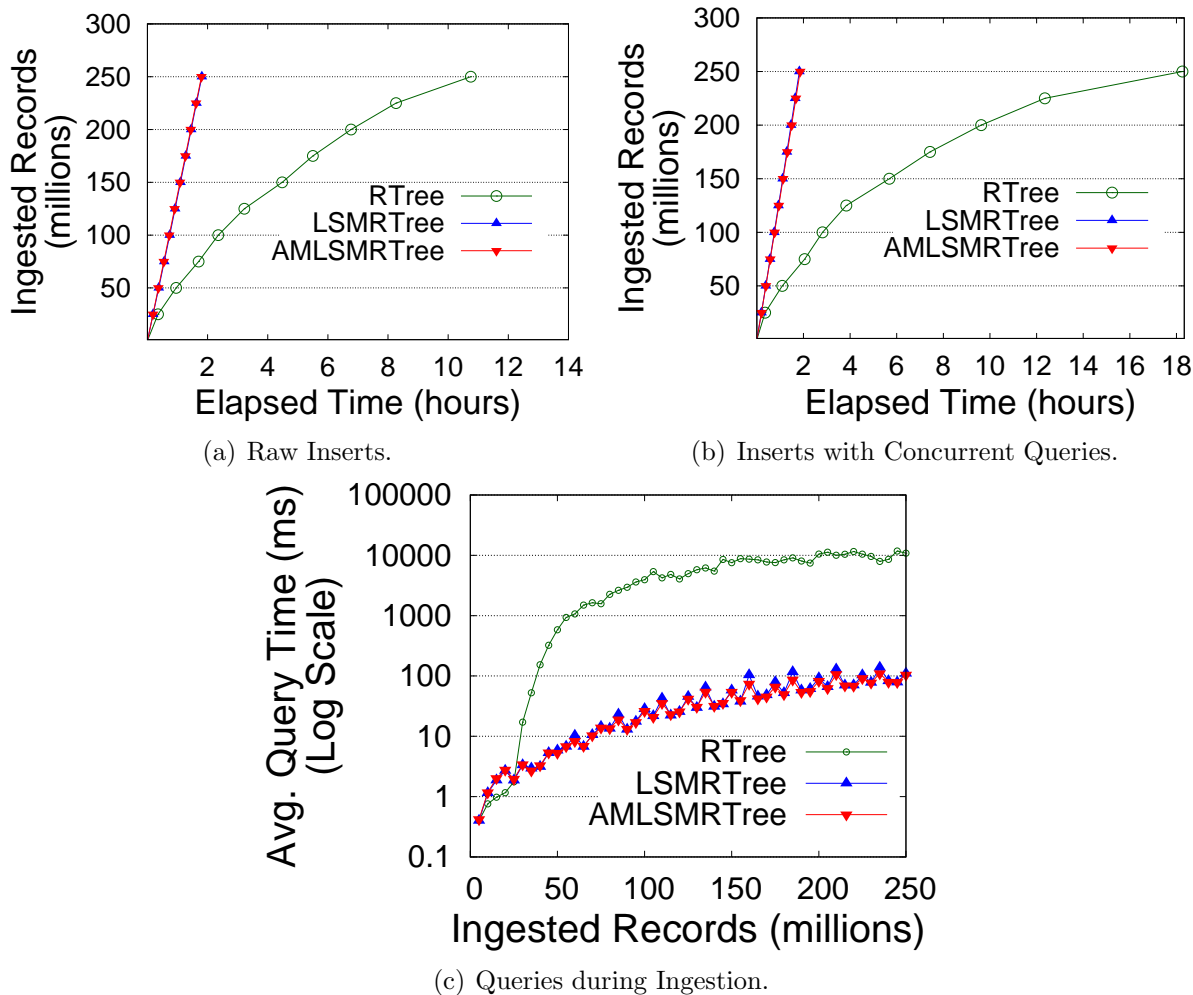 300
250
200
150
100
50
Ingested Records
(millions)
RTree
LSMRTree
AMLSMRTree
2 4 6 8 10 12 14
Elapsed Time (hours)
(a) Raw Inserts.
300
250
200
150
100
50
Ingested Records
(millions)
RTree
LSMRTree
AMLSMRTree
2 4 6 8 10 12 14 16 18
Elapsed Time (hours)
(b) Inserts with Concurrent Queries.
100000
10000
1000
100
10
1
0.1
Avg. Query Time (ms)
(Log Scale)
RTree
LSMRTree
AMLSMRTree
0 50 100 150 200 250
Ingested Records (millions)
(c) Queries during Ingestion.